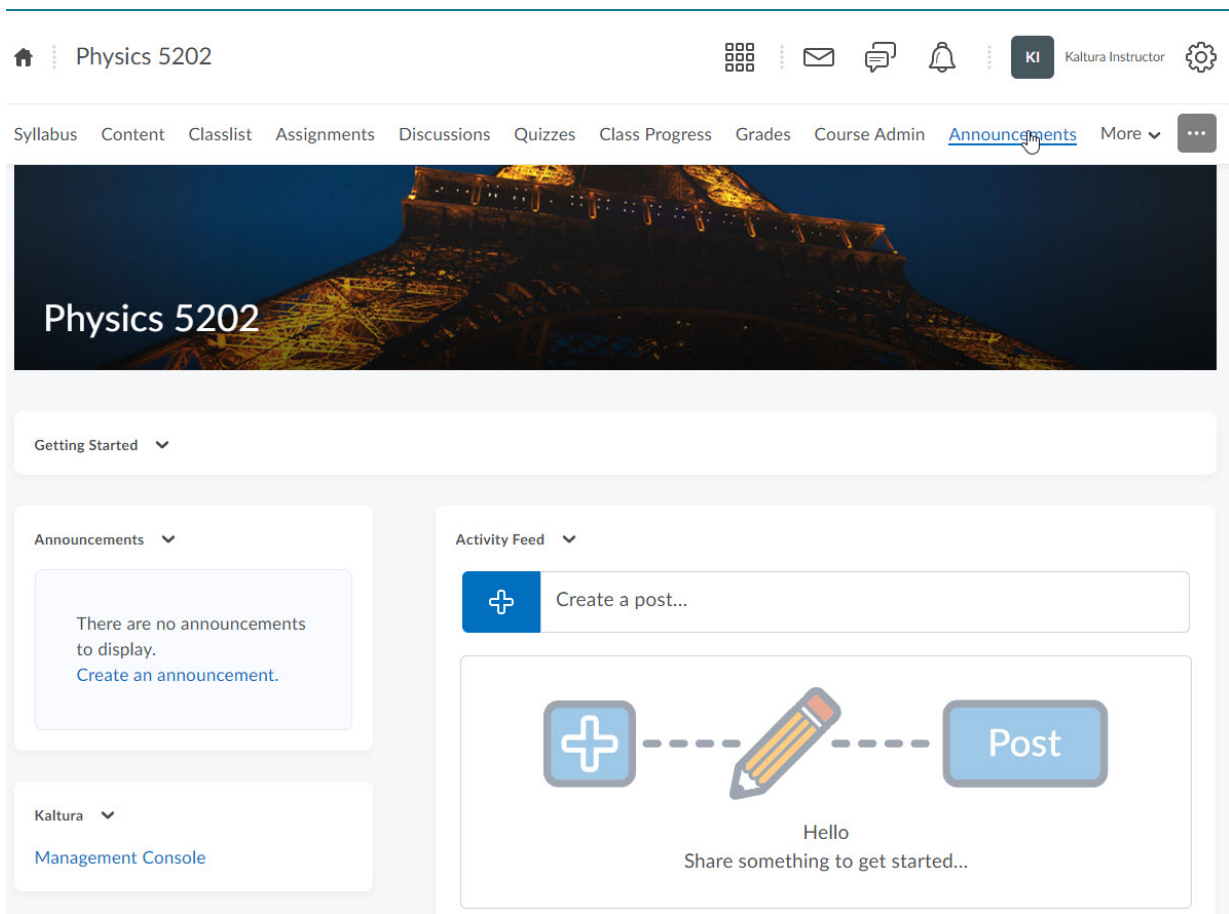 Physics 5202
KI
Kaltura Instructor
Syllabus Content Classlist Assignments Discussions Quizzes Class Progress Grades Course Admin Announcements More
Physics 5202
Getting Started
Announcements
There are no announcements
to display.
Create an announcement.
Kaltura
Management Console
Activity Feed
Create a post...
Post
Hello
Share something to get started...